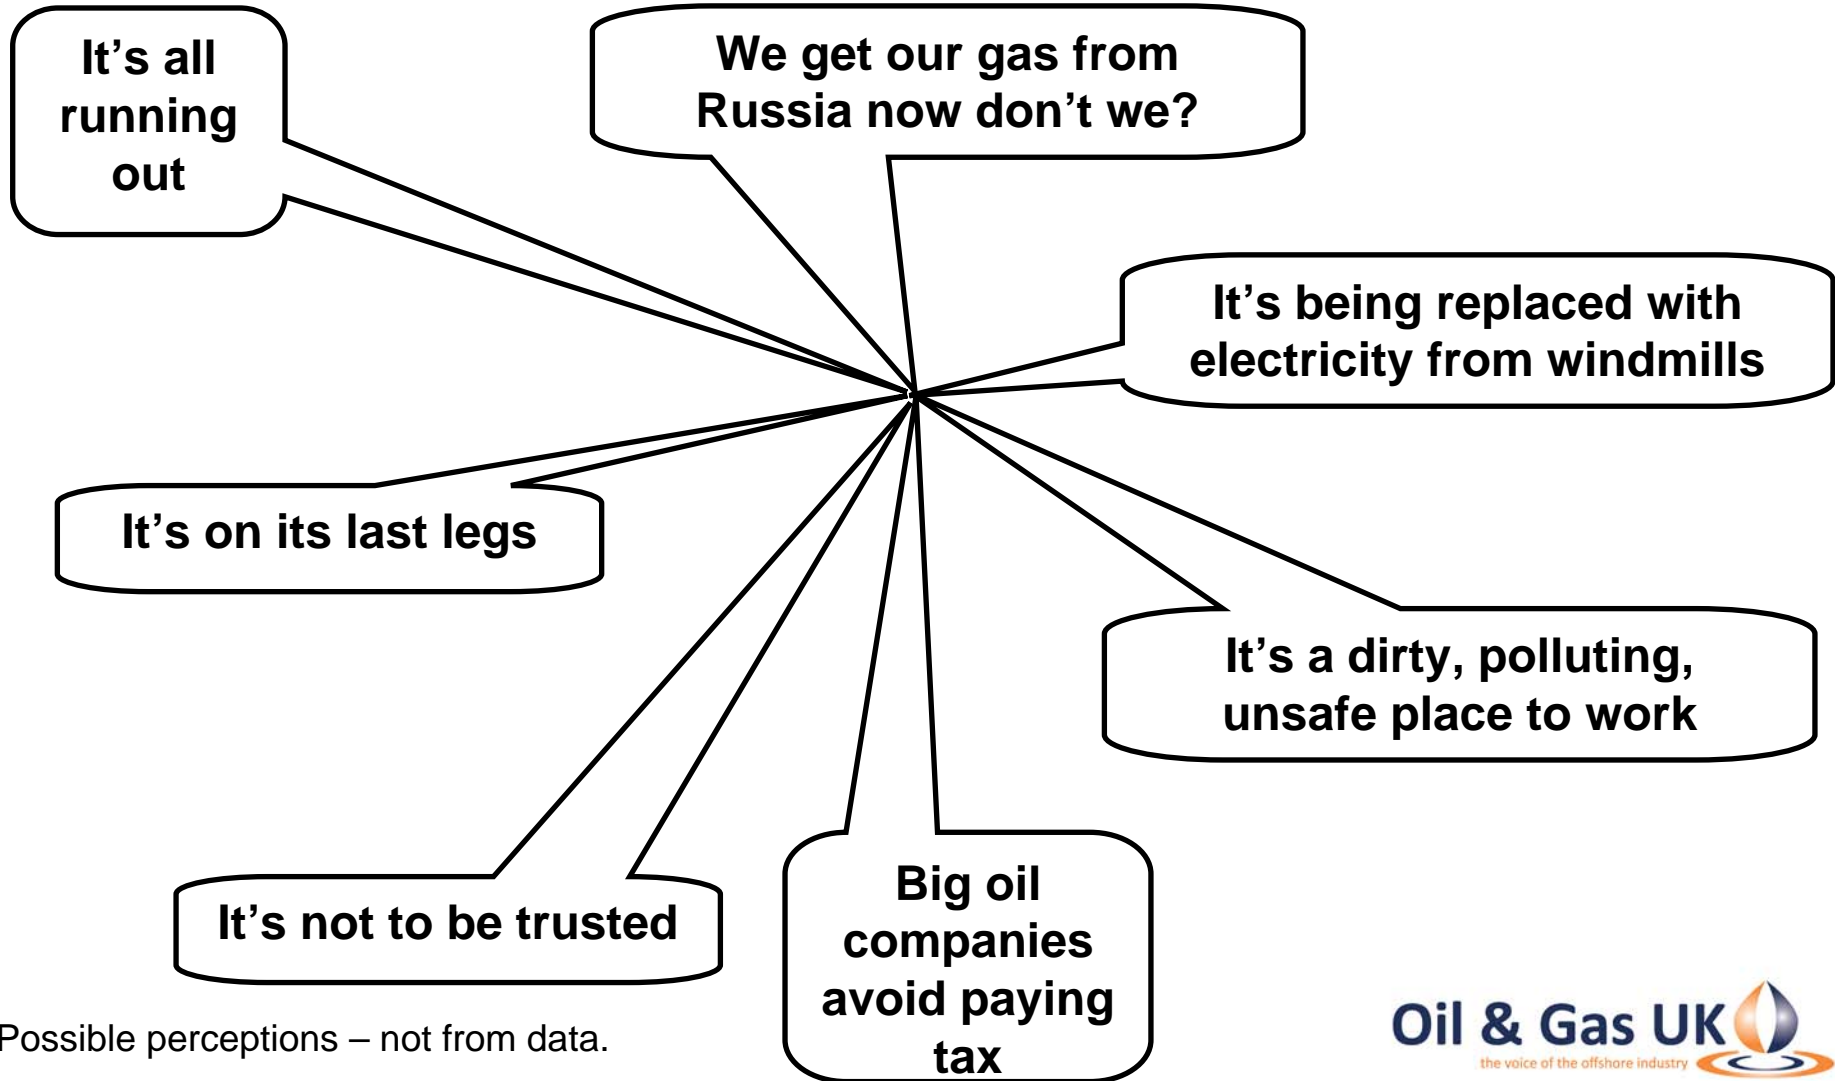 It's all
running
out
We get our gas from
Russia now don't we?
It's being replaced with
electricity from windmills
It's on its last legs
It's a dirty, polluting,
unsafe place to work
It's not to be trusted
Big oil
companies
avoid paying
tax
Possible perceptions – not from data.
Oil & Gas UK
the voice of the offshore industry